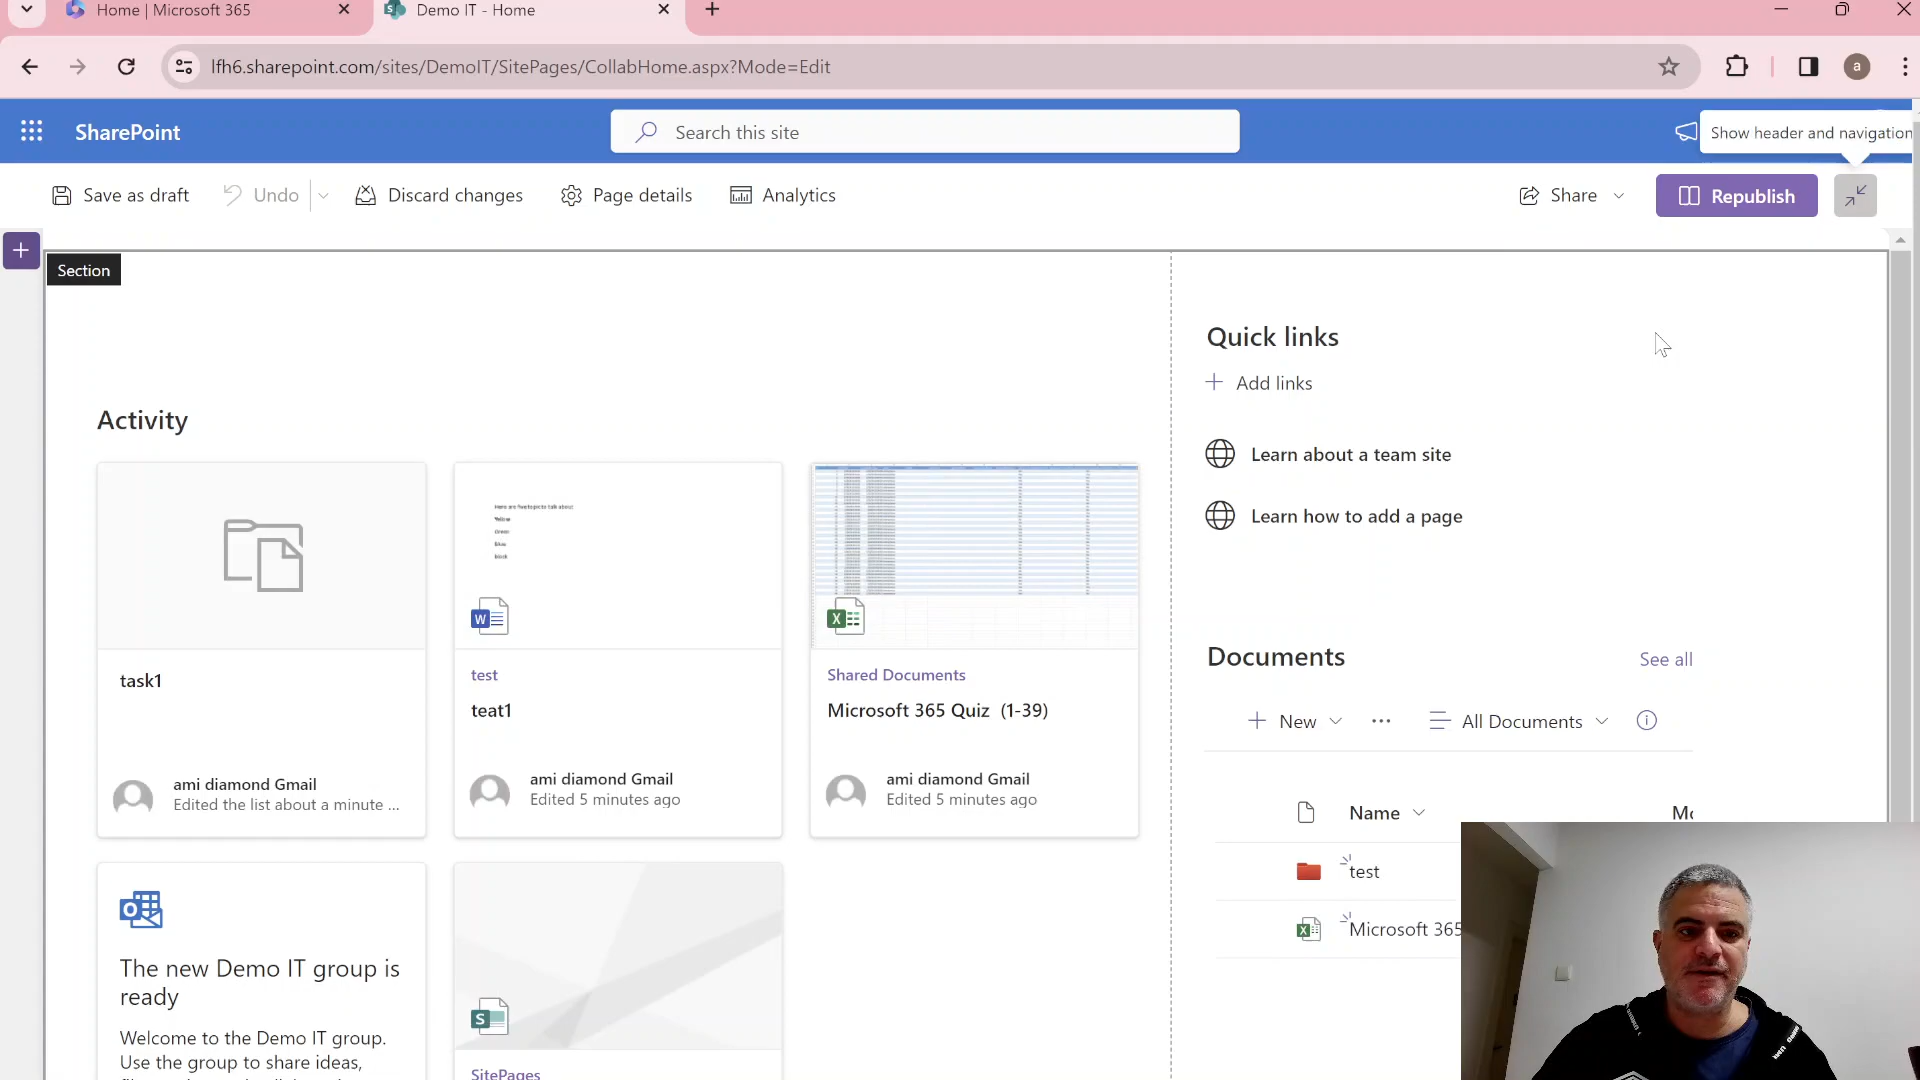 Home | Microsoft 365
Demo IT - Home
lfh6.sharepoint.com/sites/DemoIT/SitePages/CollabHome.aspx?Mode=Edit
a
SharePoint
Search this site
Show header and navigation
Save as draft
Undo
Discard changes
Page details
Analytics
Share
Republish
Section
Activity
task1
ami diamond Gmail
Edited the list about a minute ...
Yellow
Green
W
test
teat1
ami diamond Gmail
Edited 5 minutes ago
X
Shared Documents
Microsoft 365 Quiz (1-39)
ami diamond Gmail
Edited 5 minutes ago
The new Demo IT group is
ready
Welcome to the Demo IT group.
Use the group to share ideas,
S
SitePages
Quick links
Add links
Learn about a team site
Learn how to add a page
Documents
See all
New
All Documents
Name
test
Microsoft 365